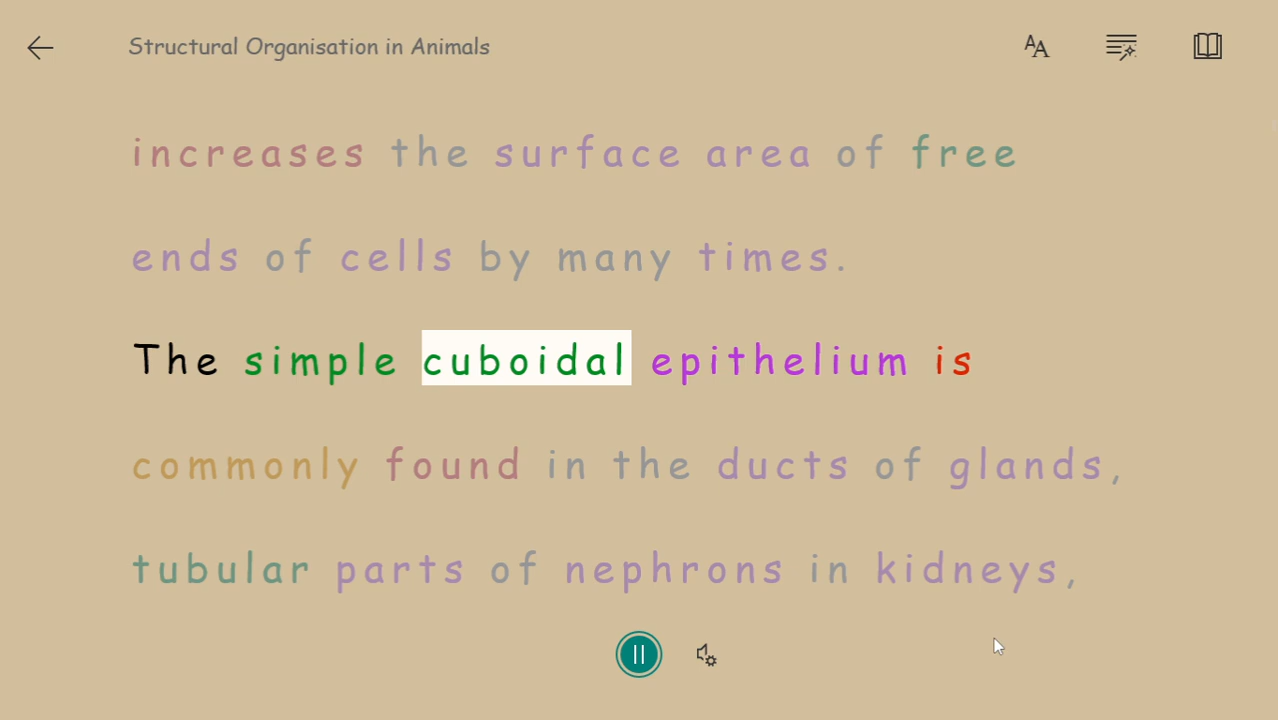 Structural Organisation in Animals
increases the surface area of free
ends of cells by many times.
The simple cuboidal epithelium is
commonly found in the ducts of glands,
tubular parts of nephrons in kidneys,